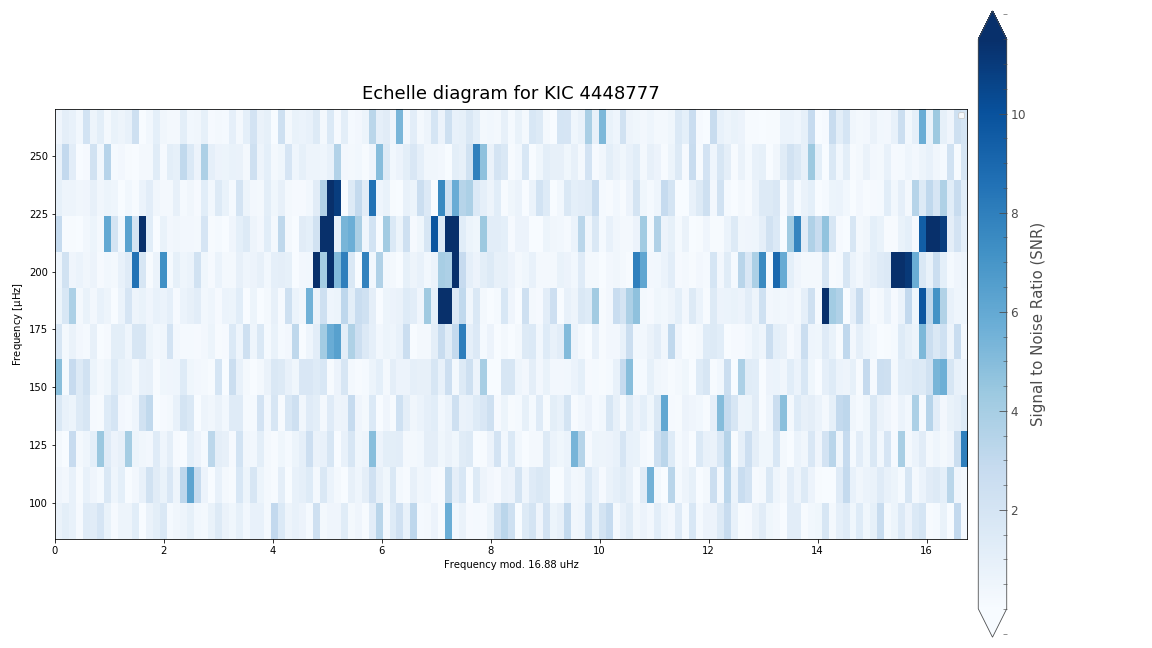 Echelle diagram for KIC 4448777
Frequency [μHz]
250
225
200
175
150
125
100
0 2 4 6 8 10 12 14 16
Frequency mod. 16.88 uHz
10
8
6
4
2
Signal to Noise Ratio (SNR)